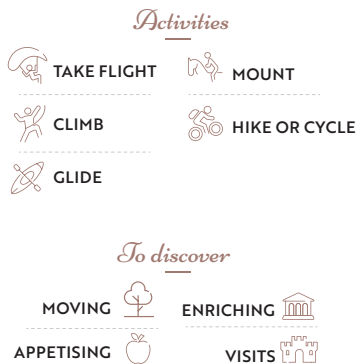 Activities
TAKE FLIGHT
MOUNT
CLIMB
HIKE OR CYCLE
GLIDE
To discover
MOVING
ENRICHING
APPETISING
VISITS